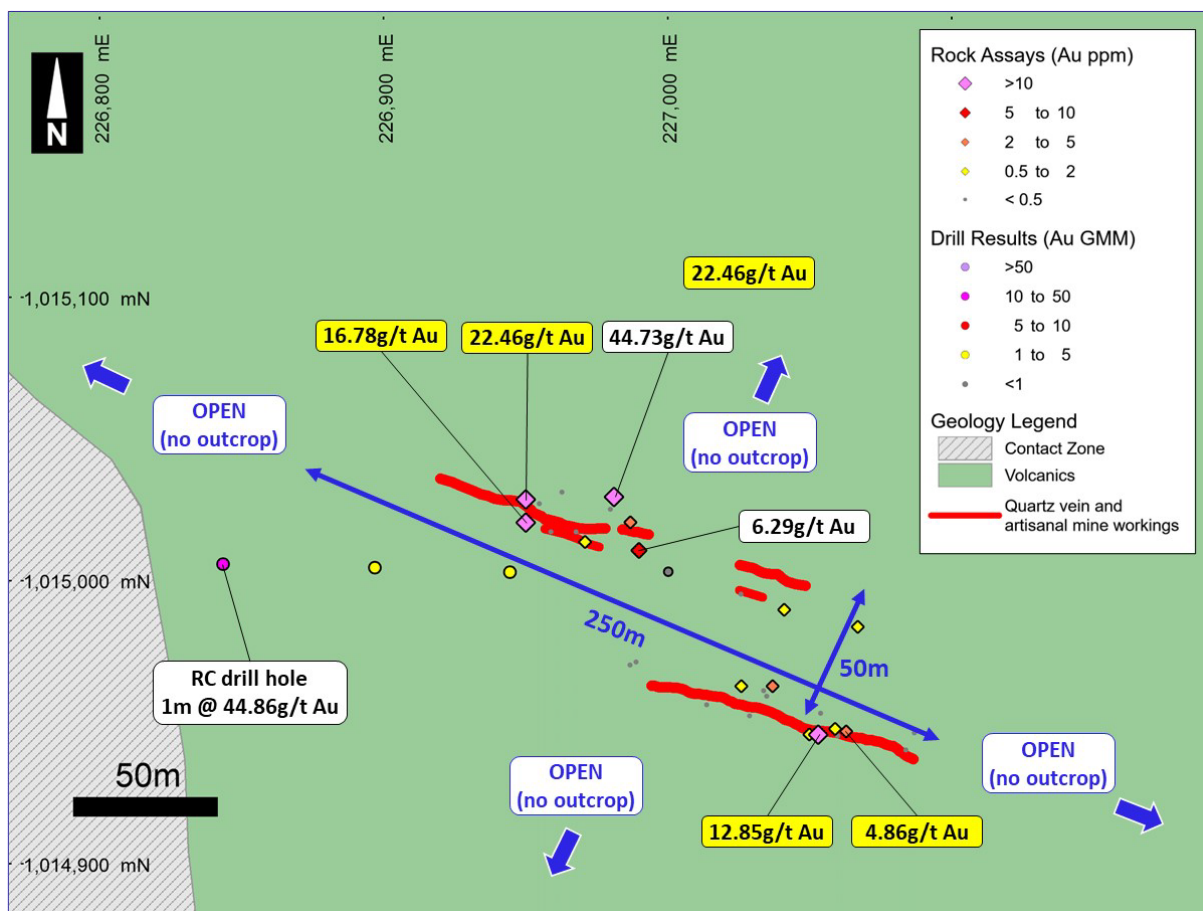 226,800 mE
226,900 mE
227,000 mE
N
Rock Assays (Au ppm)
>10
5 to 10
2 to 5
0.5 to 2
< 0.5
Drill Results (Au GMM)
>50
10 to 50
5 to 10
1 to 5
<1
Geology Legend
Contact Zone
Volcanics
Quartz vein and
artisanal mine workings
22.46g/t Au
1,015,100 mN
16.78g/t Au
22.46g/t Au
44.73g/t Au
OPEN
(no outcrop)
OPEN
(no outcrop)
6.29g/t Au
1,015,000 mN
250m
50m
RC drill hole
1m @ 44.86g/t Au
50m
OPEN
(no outcrop)
OPEN
(no outcrop)
12.85g/t Au
4.86g/t Au
1,014,900 mN